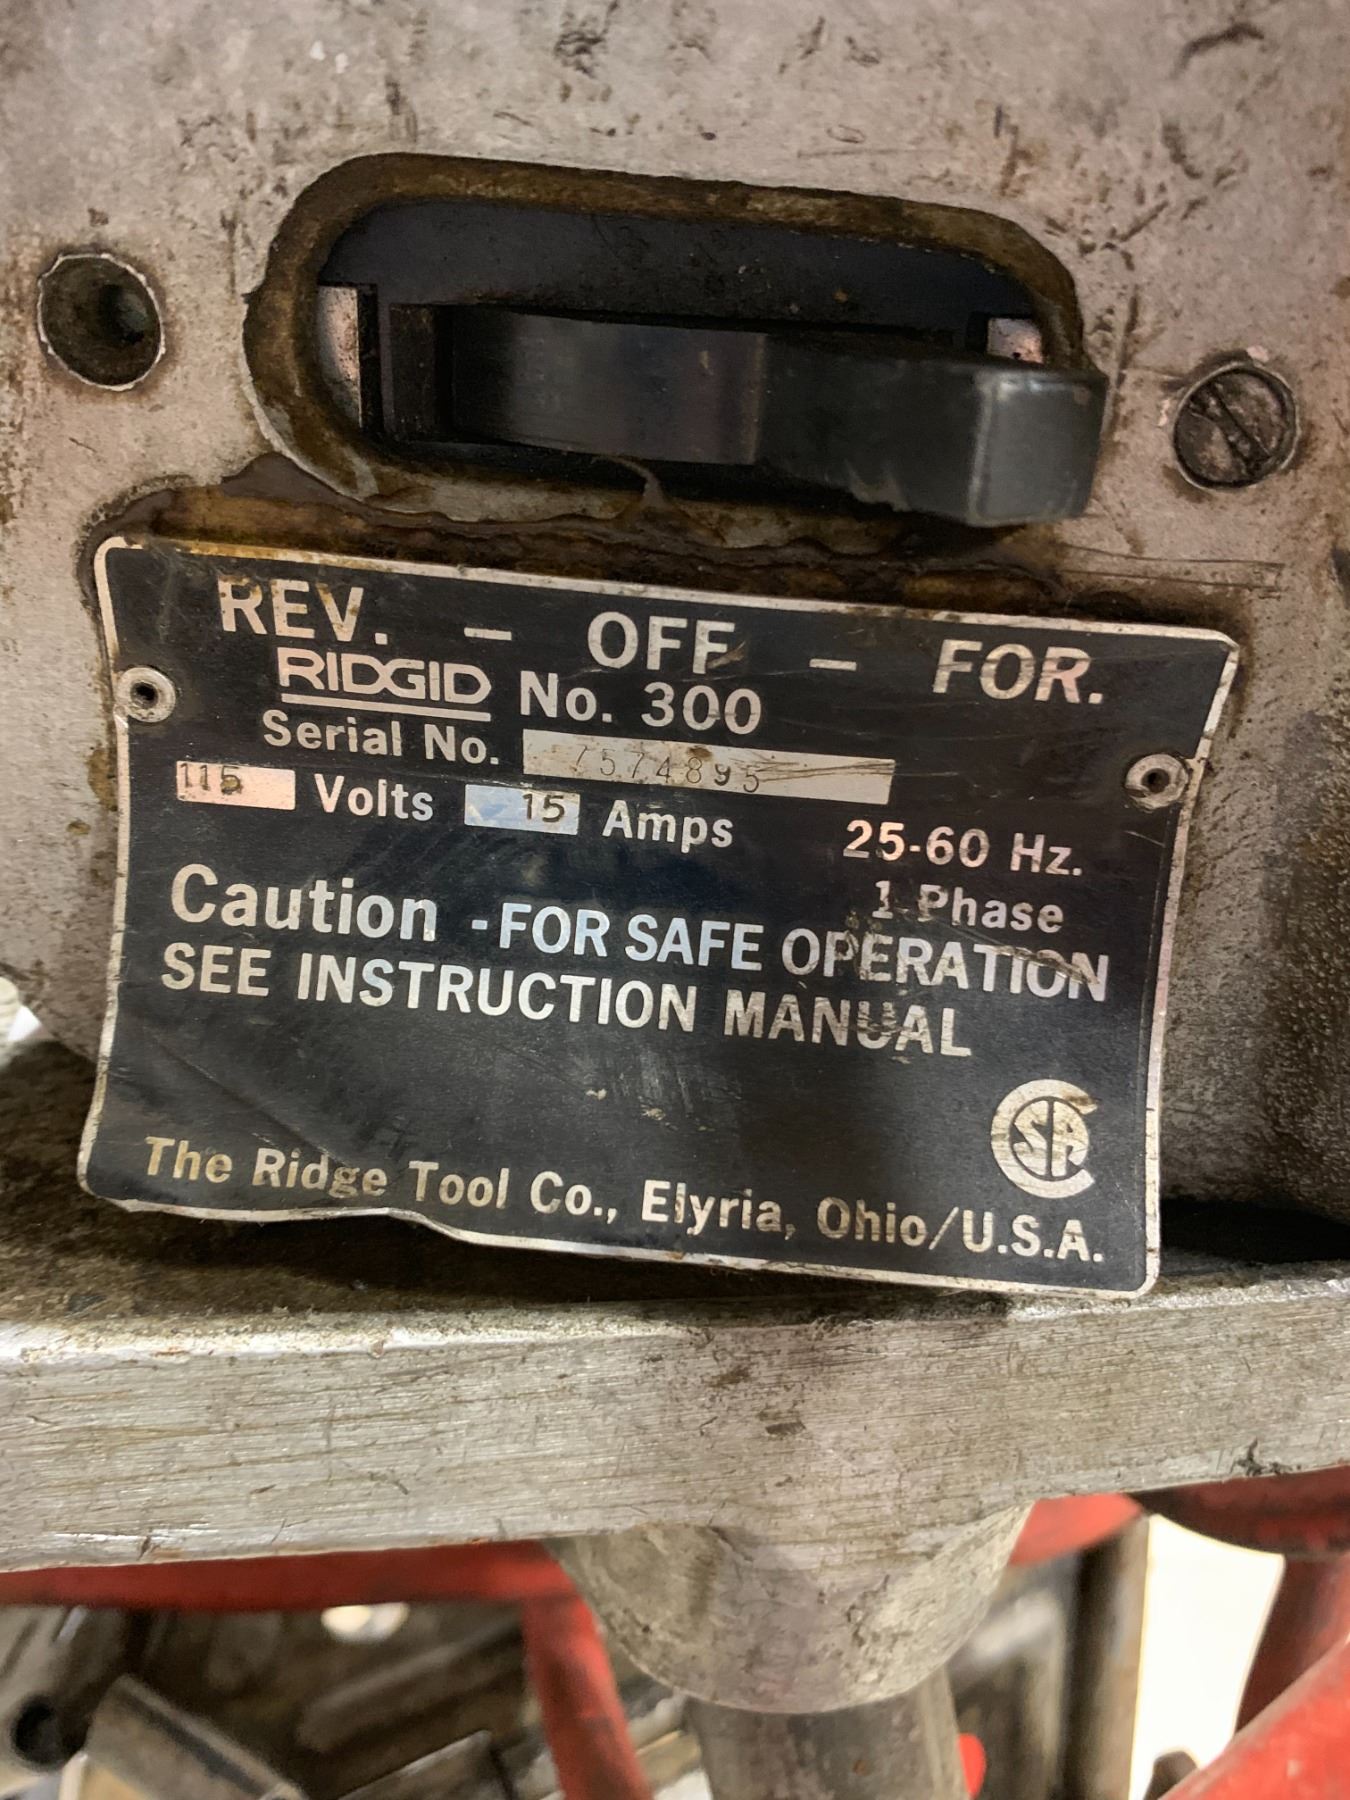 REV. – OFF – FOR.
RIDGID No. 300
Serial No. 7574895
115 Volts 15 Amps 25-60 Hz.
1 Phase
Caution - FOR SAFE OPERATION
SEE INSTRUCTION MANUAL
CSA
The Ridge Tool Co., Elyria, Ohio/U.S.A.